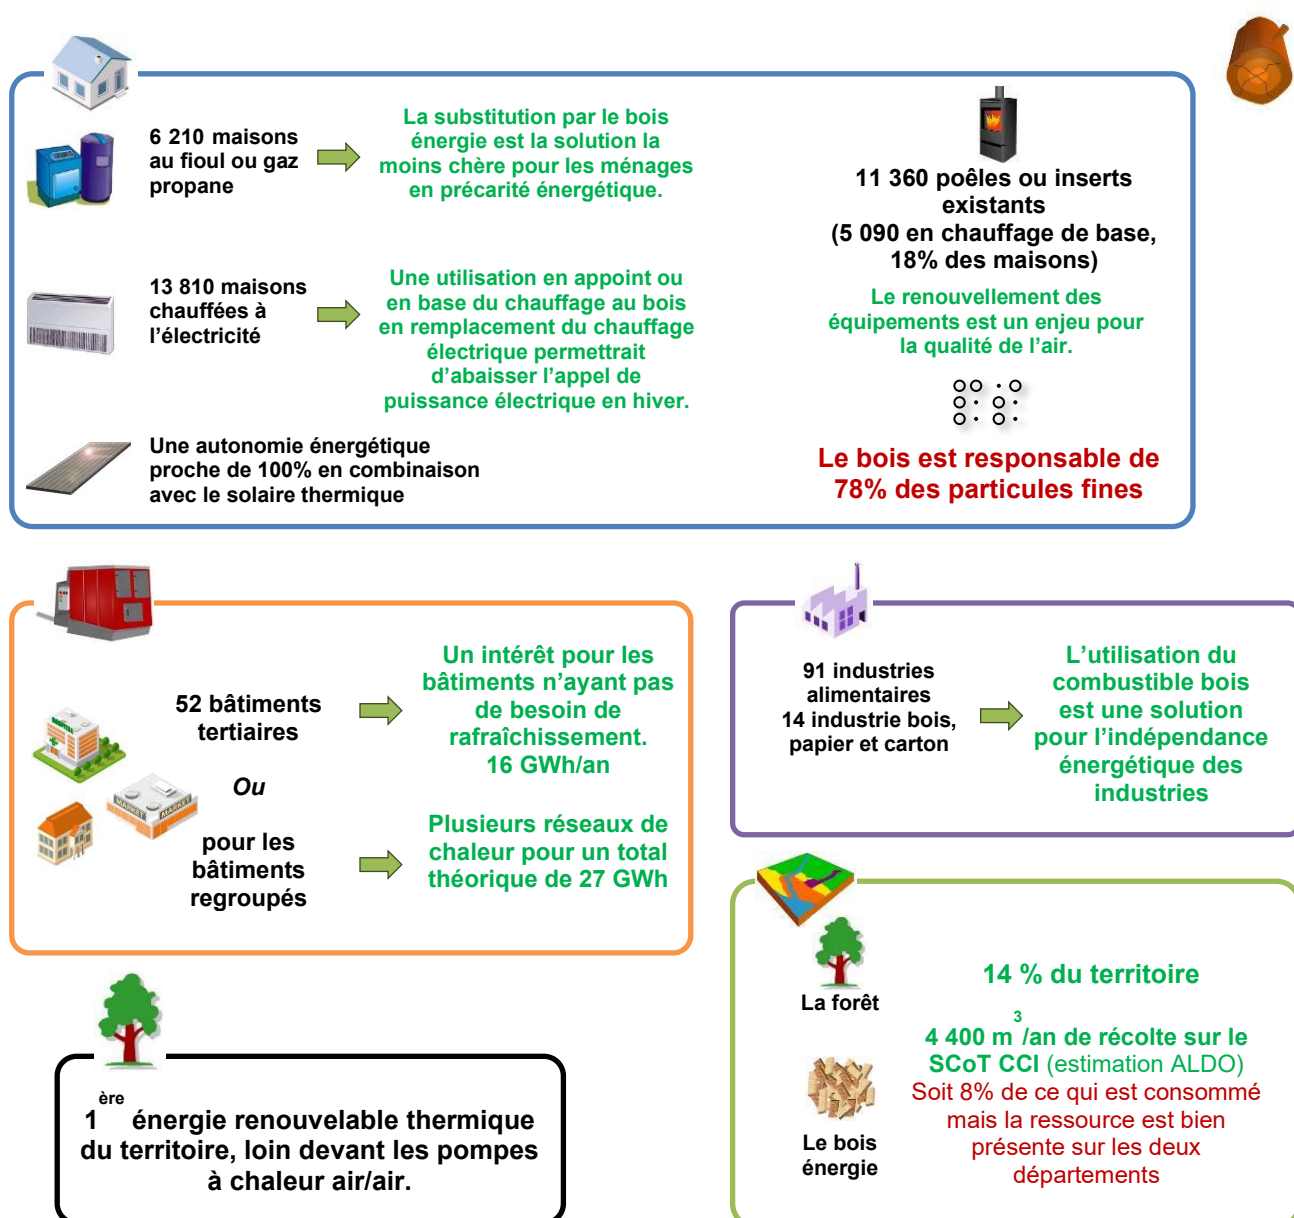 6 210 maisons
au fioul ou gaz
propane
La substitution par le bois
énergie est la solution la
moins chère pour les ménages
en précarité énergétique.
13 810 maisons
chauffées à
l’électricité
Une utilisation en appoint ou
en base du chauffage au bois
en remplacement du chauffage
électrique permettrait
d’abaisser l’appel de
puissance électrique en hiver.
Une autonomie énergétique
proche de 100% en combinaison
avec le solaire thermique
11 360 poêles ou inserts
existants
(5 090 en chauffage de base,
18% des maisons)
Le renouvellement des
équipements est un enjeu pour
la qualité de l’air.
Le bois est responsable de
78% des particules fines
52 bâtiments
tertiaires
Un intérêt pour les
bâtiments n’ayant pas
de besoin de
rafraîchissement.
16 GWh/an
HOSPITAL
MARKET
MARKET
Ou
pour les
bâtiments
regroupés
Plusieurs réseaux de
chaleur pour un total
théorique de 27 GWh
91 industries
alimentaires
14 industrie bois,
papier et carton
L’utilisation du
combustible bois
est une solution
pour l’indépendance
énergétique des
industries
La forêt
14 % du territoire
4 400 m³/an de récolte sur le
SCoT CCI (estimation ALDO)
Soit 8% de ce qui est consommé
mais la ressource est bien
présente sur les deux
départements
Le bois
énergie
1ère énergie renouvelable thermique
du territoire, loin devant les pompes
à chaleur air/air.